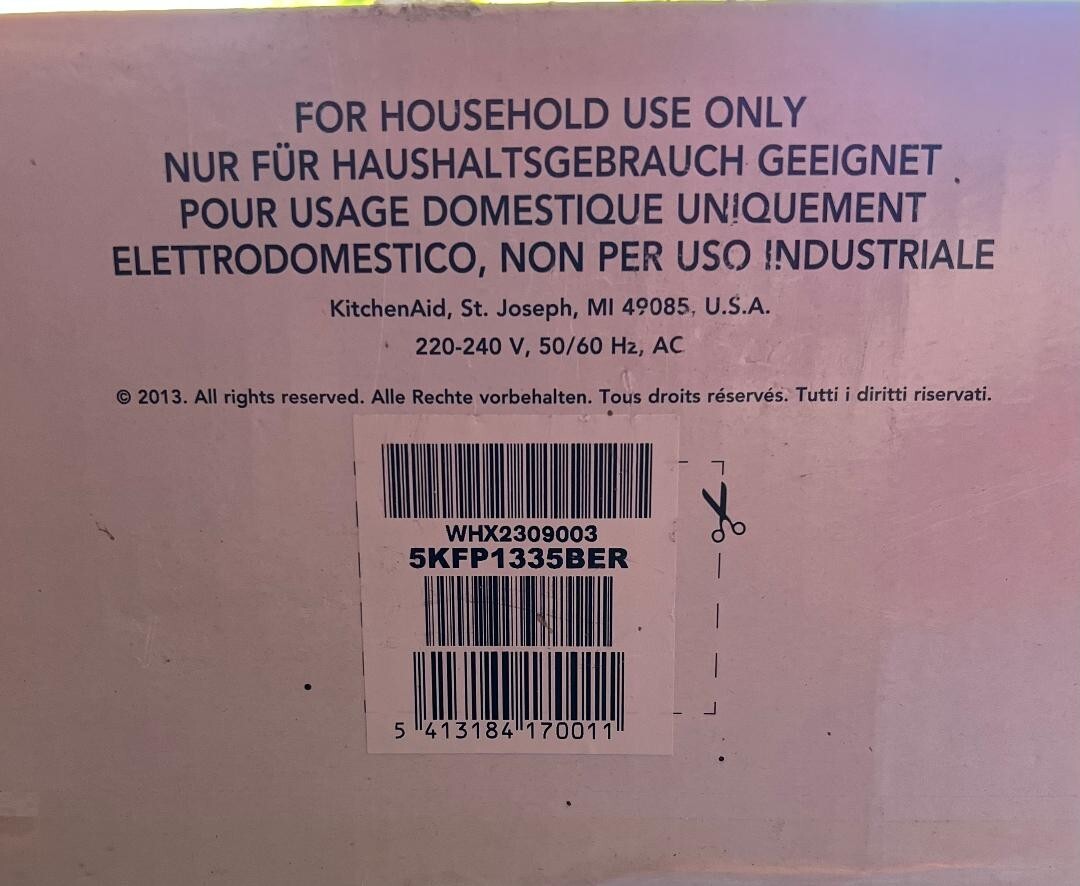 FOR HOUSEHOLD USE ONLY
NUR FÜR HAUSHALTSGEBRAUCH GEEIGNET
POUR USAGE DOMESTIQUE UNIQUEMENT
ELETTRODOMESTICO, NON PER USO INDUSTRIALE
KitchenAid, St. Joseph, MI 49085, U.S.A.
220-240 V, 50/60 Hz, AC
© 2013. All rights reserved. Alle Rechte vorbehalten. Tous droits réservés. Tutti i diritti riservati.
WHX2309003
5KFP1335BER
5 413184 170011